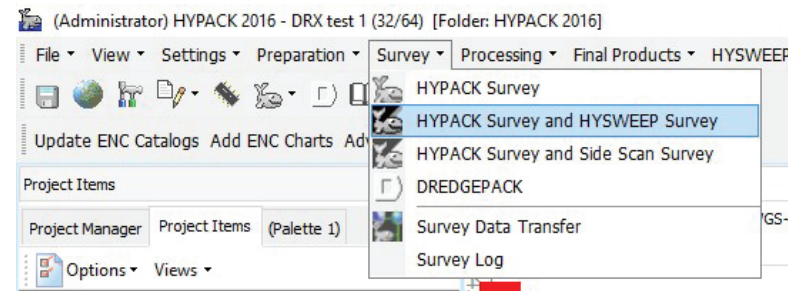 (Administrator) HYPACK 2016 - DRX test 1 (32/64) [Folder: HYPACK 2016]
File View Settings Preparation Survey Processing Final Products HYSWEEP
HYPACK Survey
HYPACK Survey and HYSWEEP Survey
HYPACK Survey and Side Scan Survey
DREDGEPACK
Survey Data Transfer
Survey Log
Update ENC Catalogs Add ENC Charts
Project Items
Project Manager Project Items (Palette 1)
Options Views